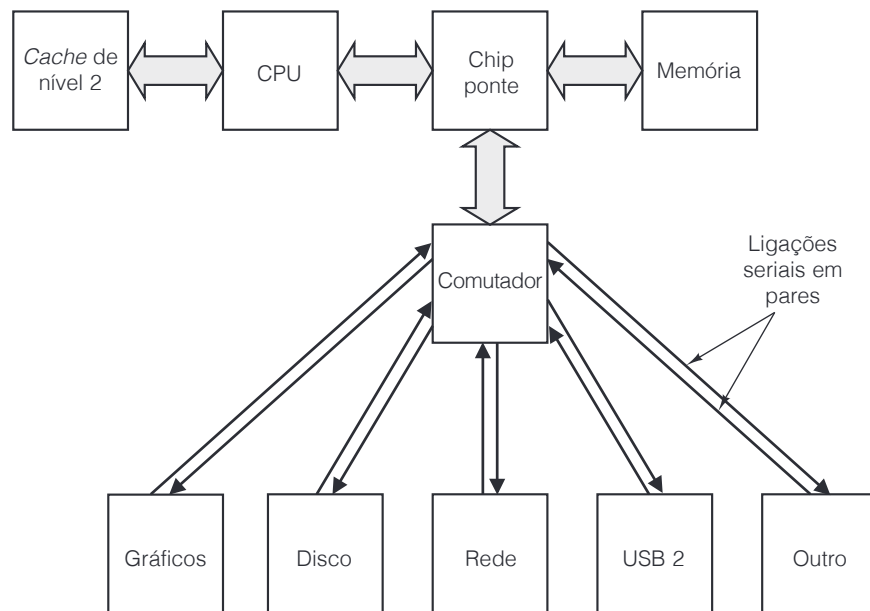 Cache de
nível 2
CPU
Chip
ponte
Memória
Comutador
Ligações
seriais em
pares
Gráficos
Disco
Rede
USB 2
Outro